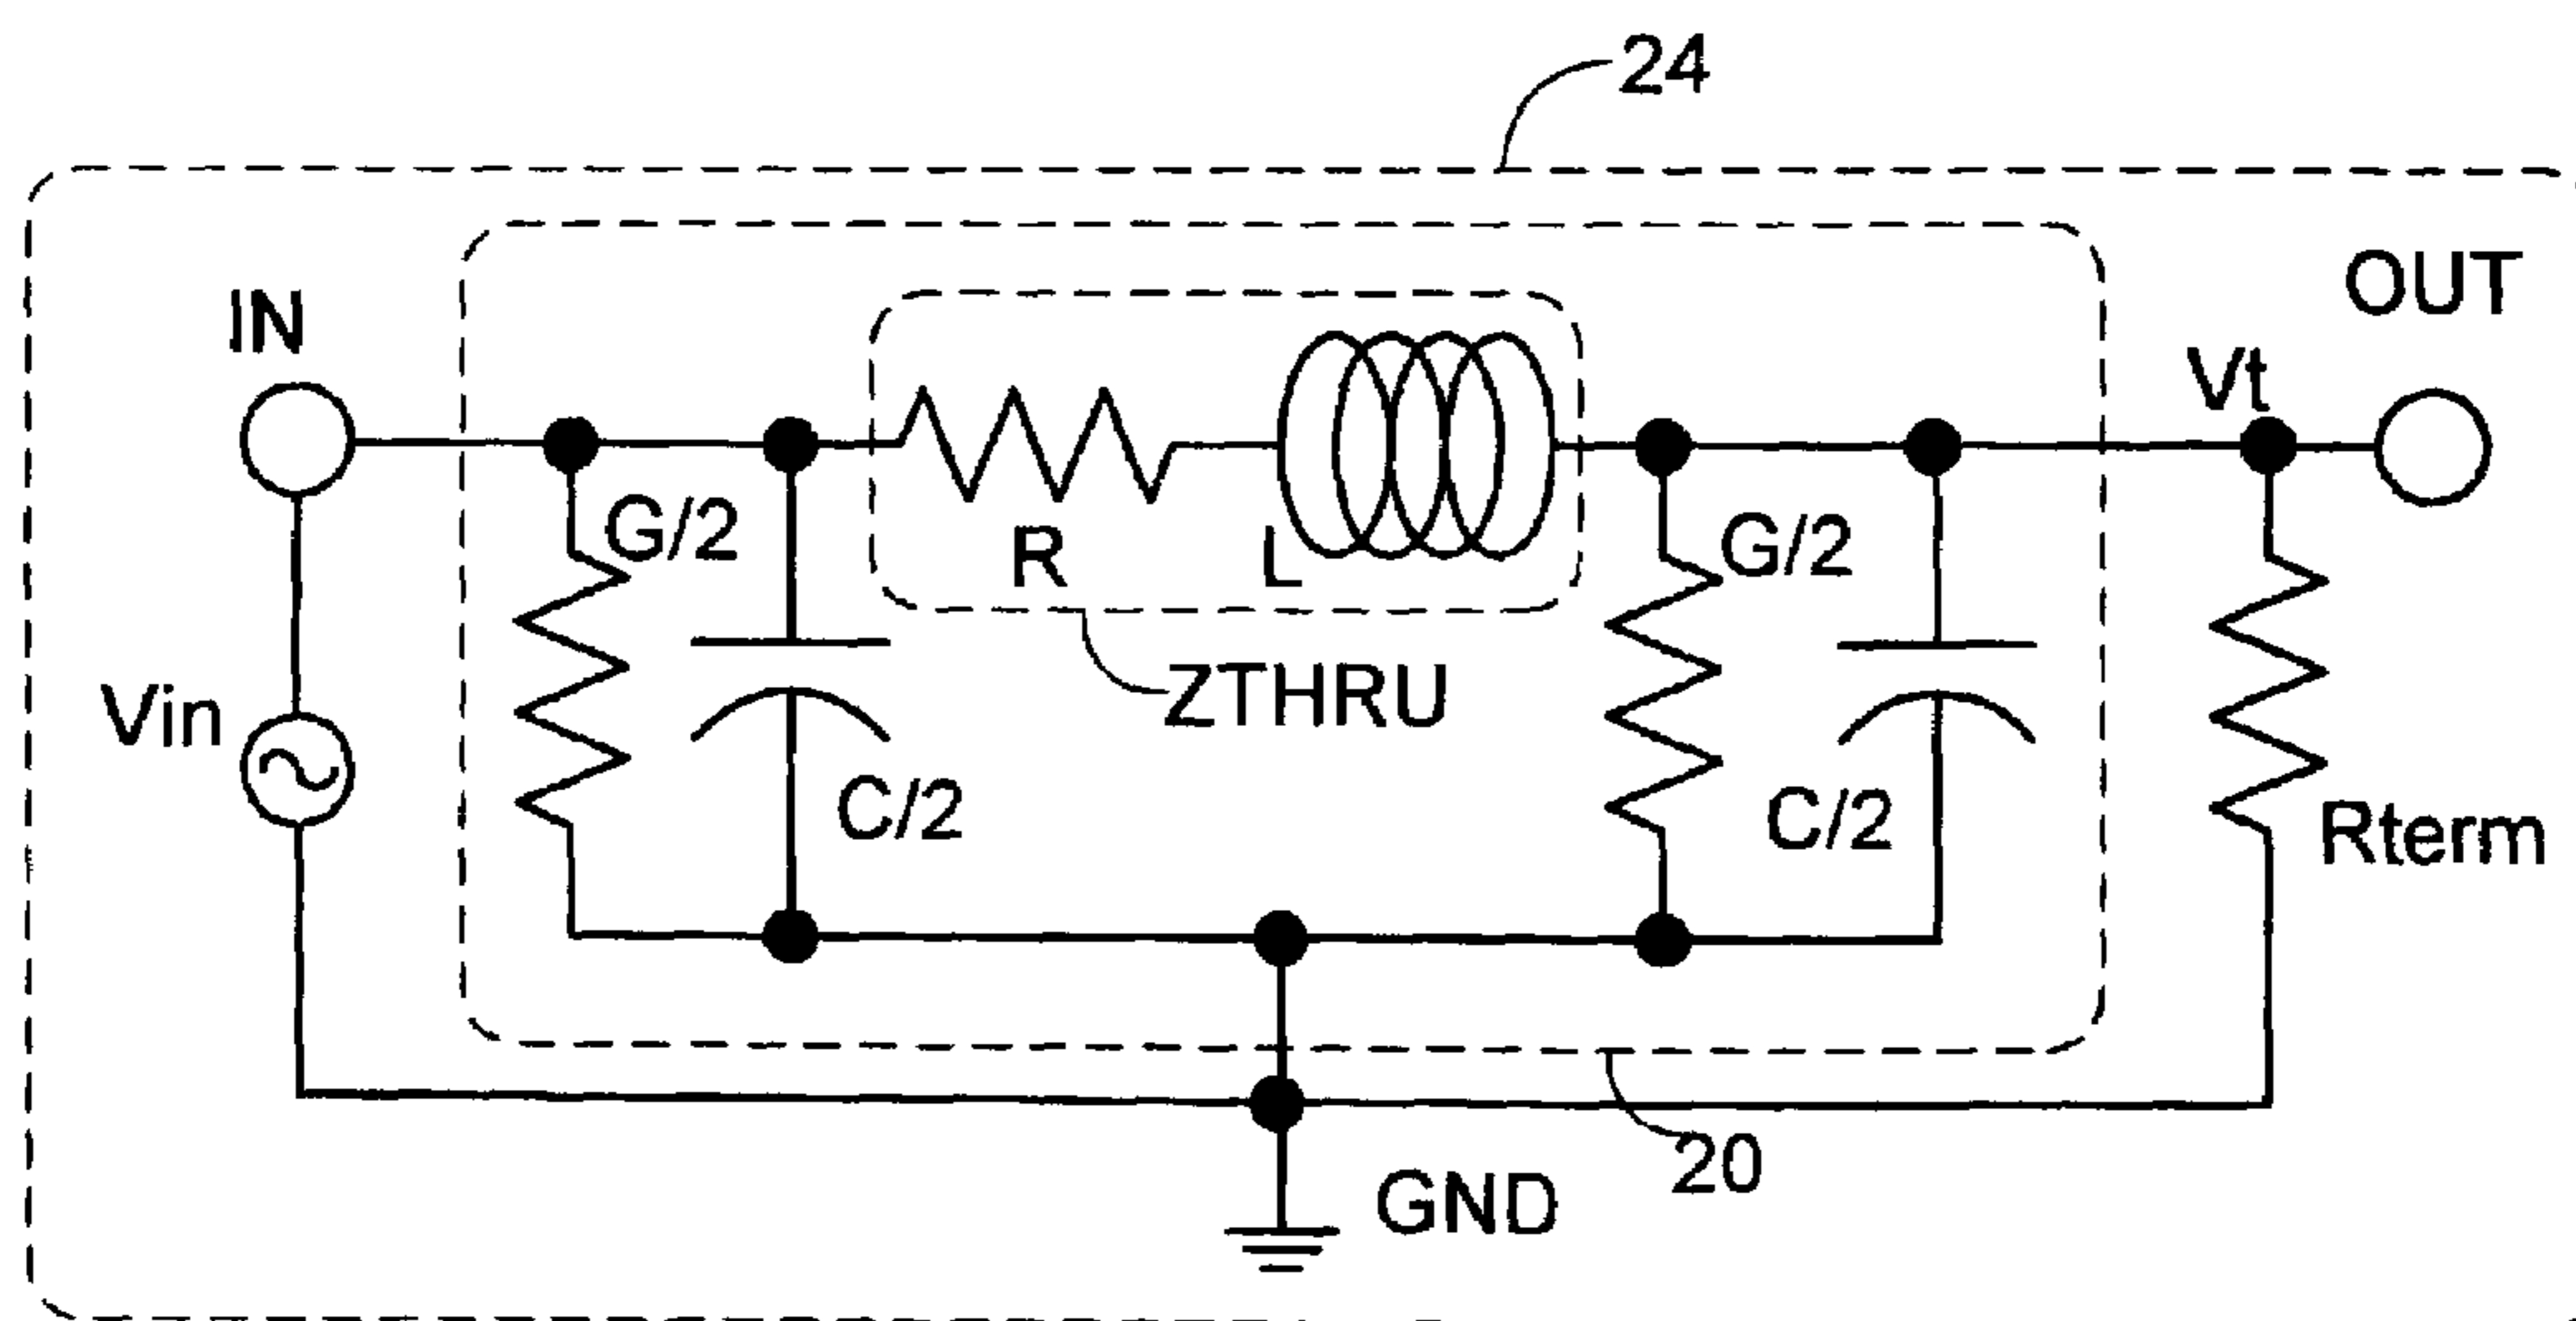 24
IN
OUT
Vt
G/2
R
L
G/2
ZTHRU
Vin
C/2
C/2
Rterm
20
GND